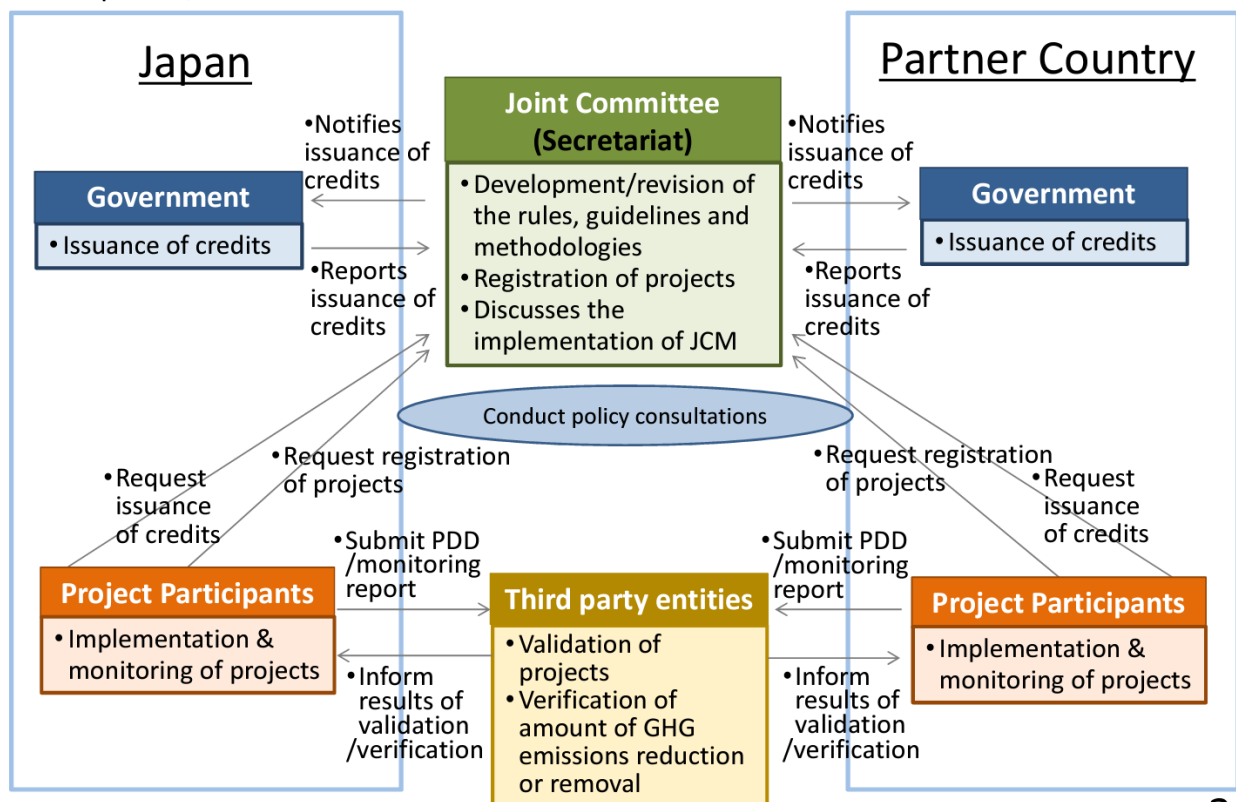 Japan
Partner Country
Joint Committee
(Secretariat)
•Notifies
issuance of
credits
•Notifies
issuance of
credits
Government
• Issuance of credits
• Development/revision of
the rules, guidelines and
methodologies
• Registration of projects
• Discusses the
implementation of JCM
Government
• Issuance of credits
•Reports
issuance of
credits
•Reports
issuance of
credits
Conduct policy consultations
•Request
issuance
of credits
•Request registration
of projects
•Request registration
of projects
•Request
issuance
of credits
•Submit PDD
/monitoring
report
•Submit PDD
/monitoring
report
Project Participants
• Implementation &
monitoring of projects
Third party entities
• Validation of
projects
• Verification of
amount of GHG
emissions reduction
or removal
Project Participants
• Implementation &
monitoring of projects
•Inform
results of
validation
/verification
•Inform
results of
validation
/verification